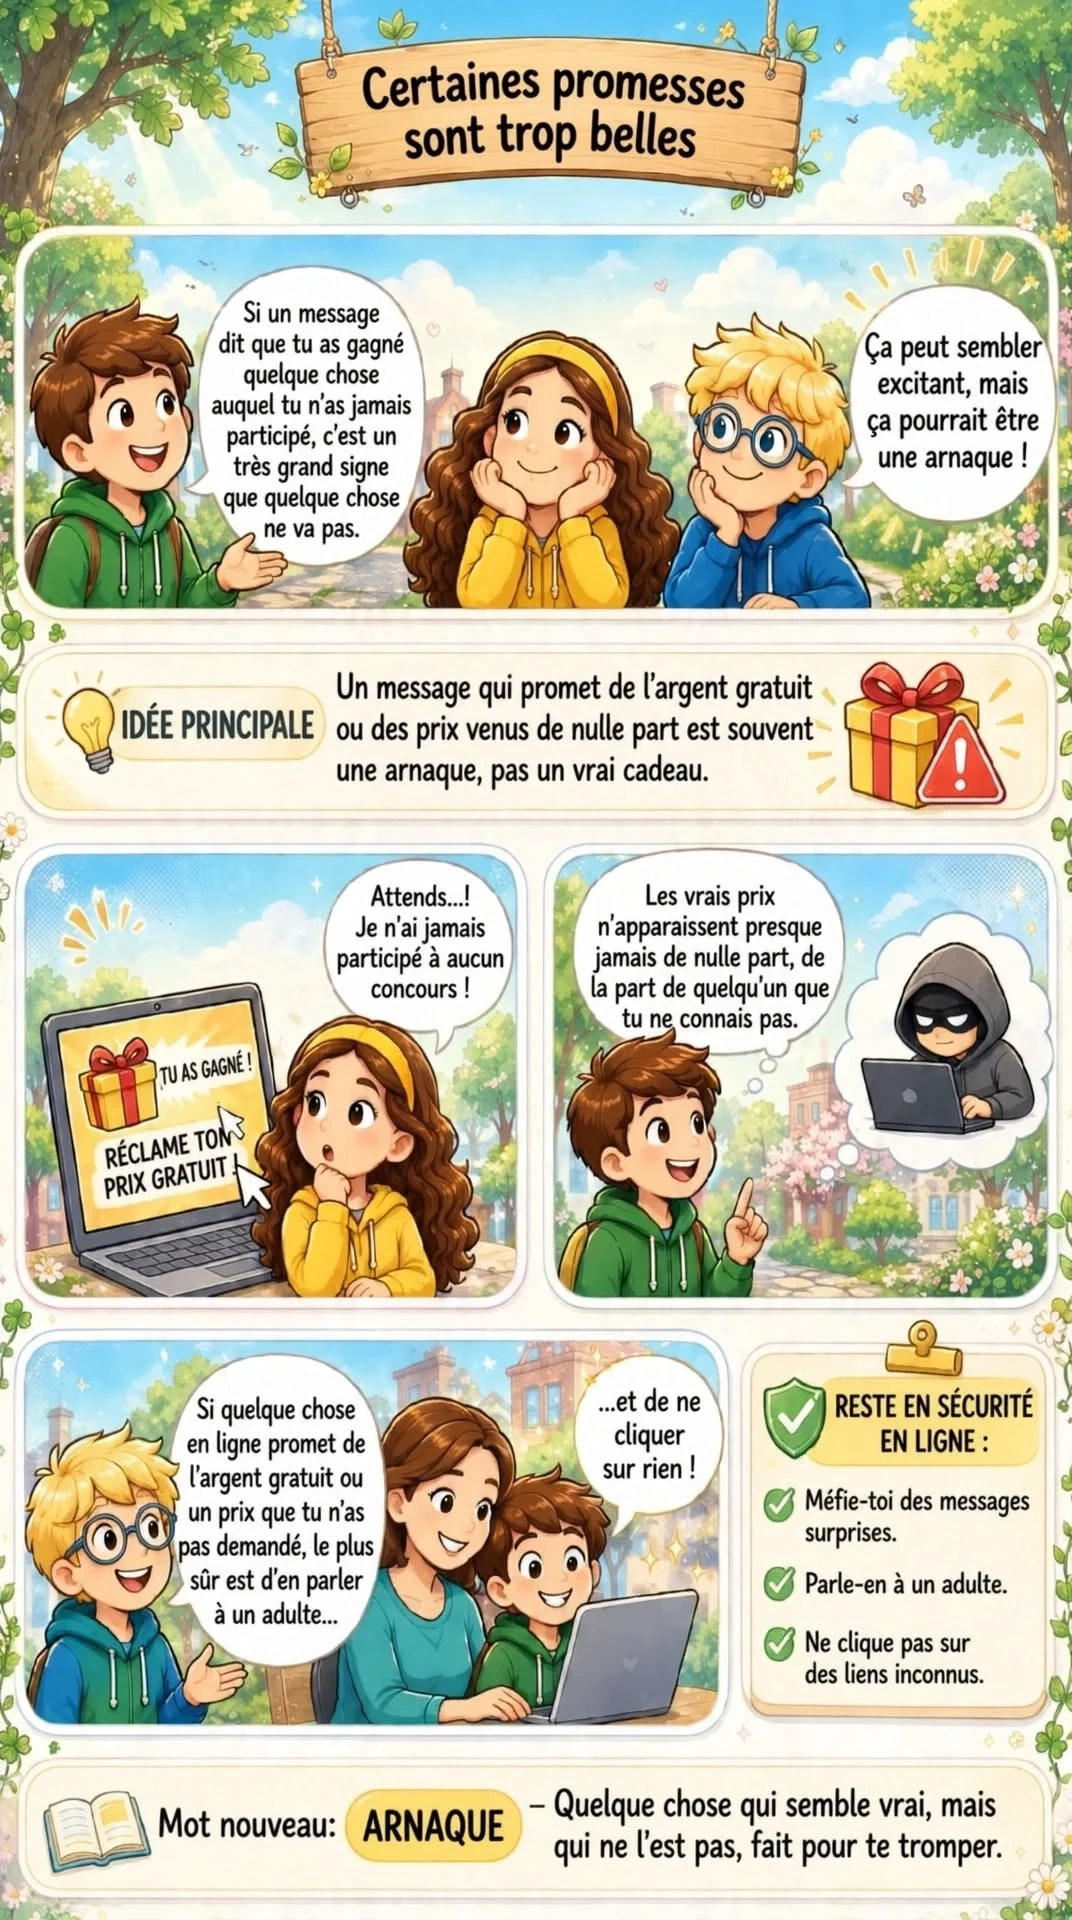 Certaines promesses
sont trop belles
Si un message
dit que tu as gagné
quelque chose
auquel tu n'as jamais
participé, c'est un
très grand signe
que quelque chose
ne va pas.
Ça peut sembler
excitant, mais
ça pourrait être
une arnaque !
IDÉE PRINCIPALE
Un message qui promet de l'argent gratuit
ou des prix venus de nulle part est souvent
une arnaque, pas un vrai cadeau.
Attends...!
Je n'ai jamais
participé à aucun
concours !
TU AS GAGNÉ !
RÉCLAME TON
PRIX GRATUIT !
Les vrais prix
n'apparaissent presque
jamais de nulle part, de
la part de quelqu'un que
tu ne connais pas.
Si quelque chose
en ligne promet de
l'argent gratuit ou
un prix que tu n'as
pas demandé, le plus
sûr est d'en parler
à un adulte...
...et de ne
cliquer
sur rien !
RESTE EN SÉCURITÉ
EN LIGNE :
Méfie-toi des messages
surprises.
Parle-en à un adulte.
Ne clique pas sur
des liens inconnus.
Mot nouveau: ARNAQUE – Quelque chose qui semble vrai, mais
qui ne l'est pas, fait pour te tromper.